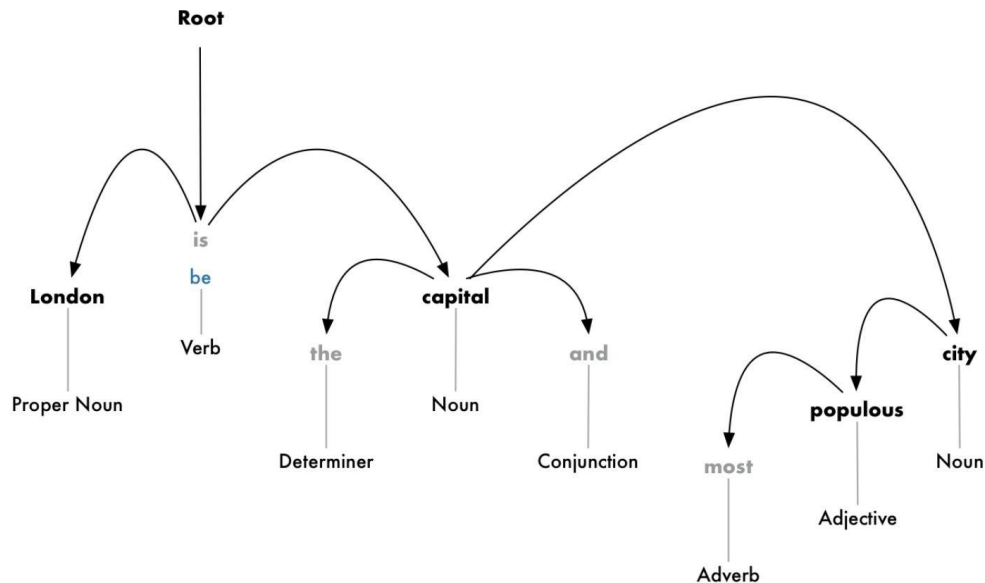 Root
is
be
London
capital
Verb
the
and
city
Proper Noun
Noun
populous
Determiner
Conjunction
most
Noun
Adjective
Adverb